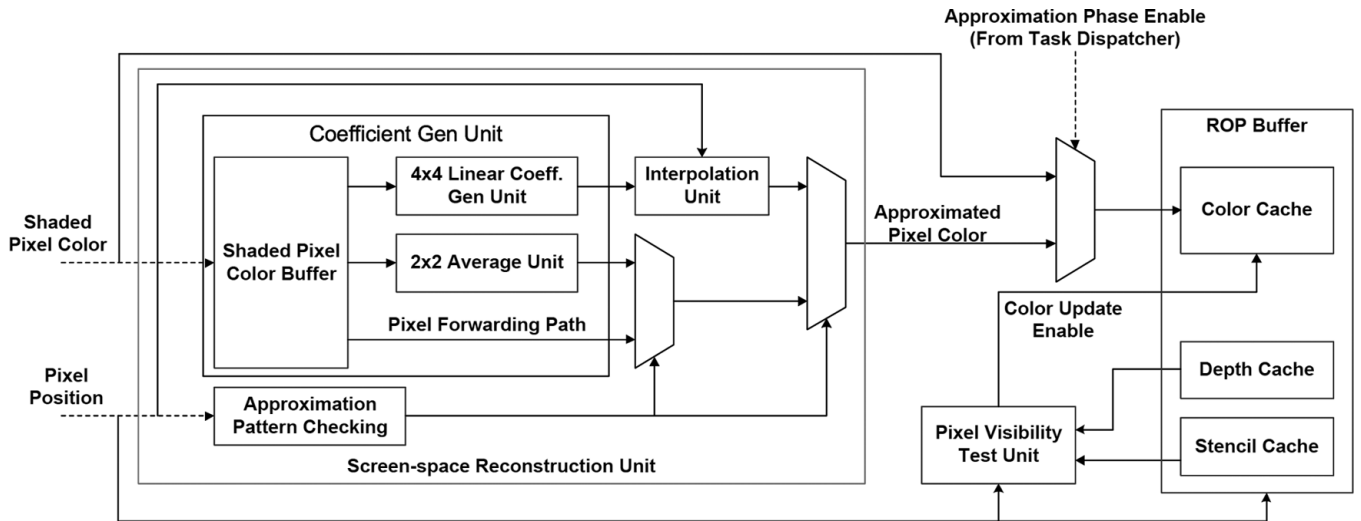 Approximation Phase Enable
(From Task Dispatcher)
ROP Buffer
Coefficient Gen Unit
4x4 Linear Coeff.
Gen Unit
Interpolation
Unit
Color Cache
Shaded
Pixel Color
Shaded Pixel
Color Buffer
2x2 Average Unit
Approximated
Pixel Color
Pixel Forwarding Path
Color Update
Enable
Pixel
Position
Approximation
Pattern Checking
Depth Cache
Pixel Visibility
Test Unit
Stencil Cache
Screen-space Reconstruction Unit